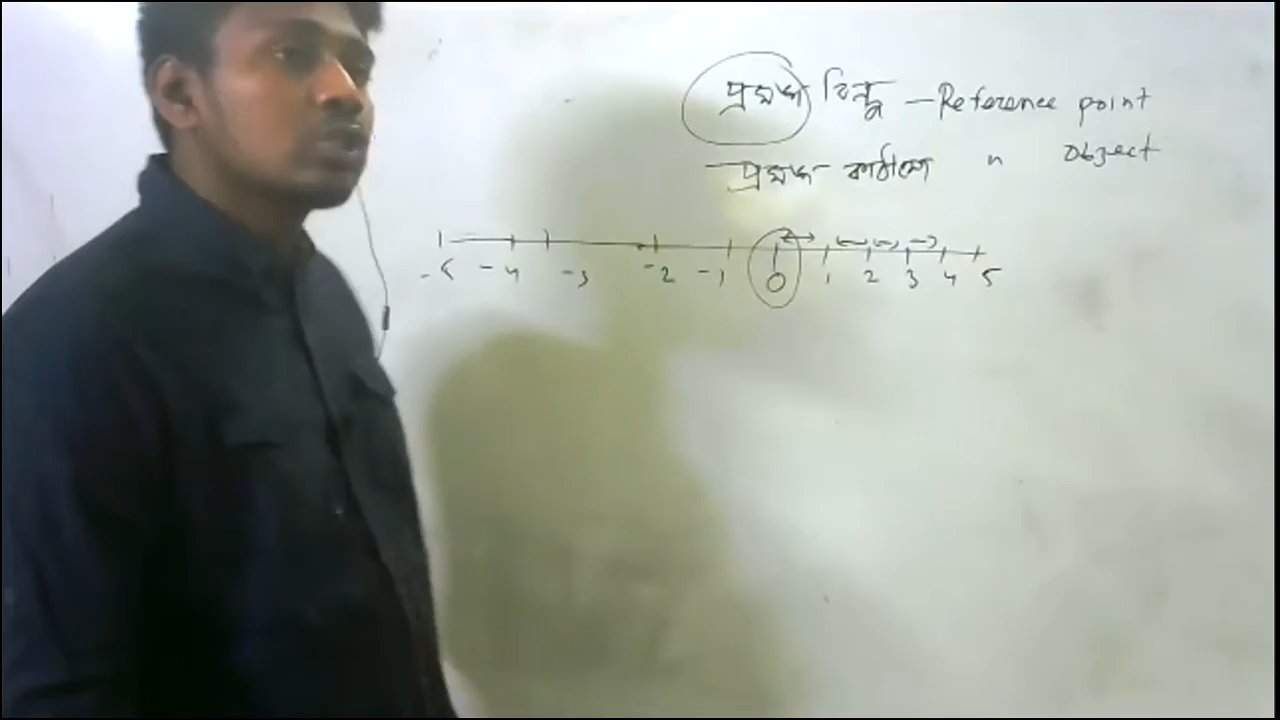 প্রসঙ্গ বিন্দু – Reference point
– প্রসঙ্গ কাঠামো " Object
-5 -4 -3 -2 -1 0 1 2 3 4 5